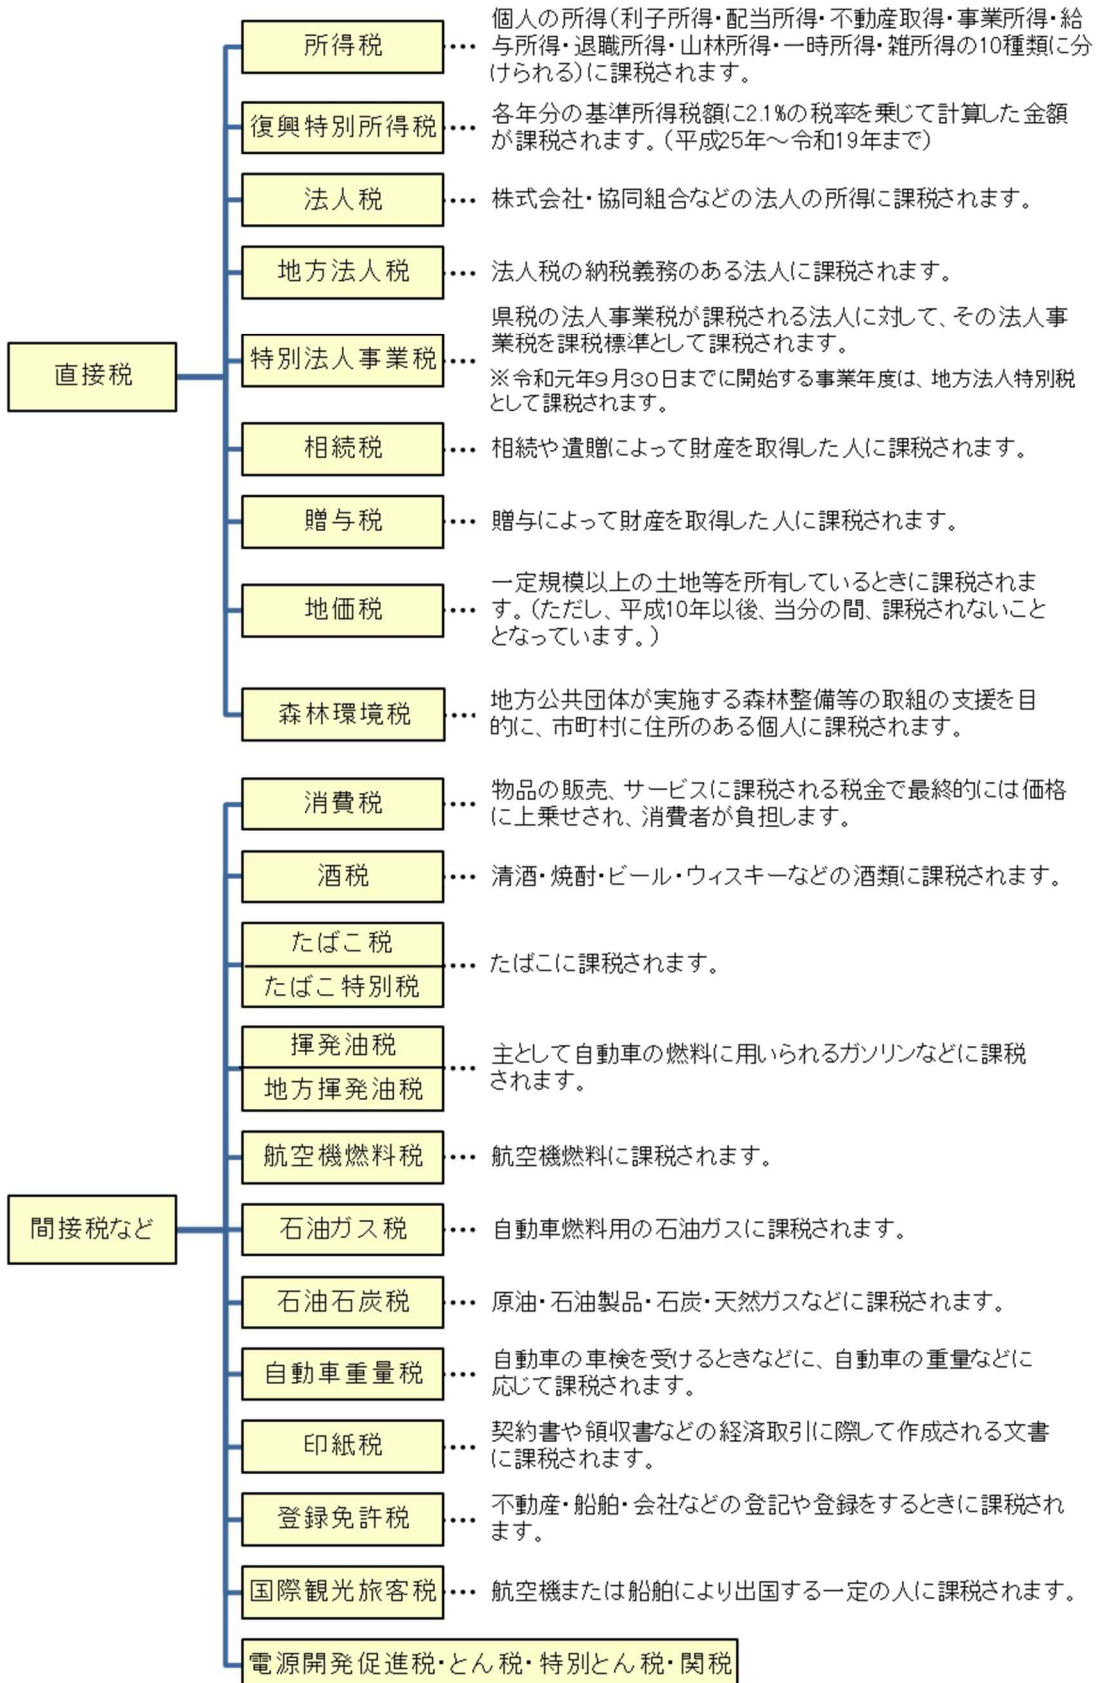 直接税
所得税
････
個人の所得(利子所得･配当所得･不動産取得･事業所得･給
与所得･退職所得･山林所得･一時所得･雑所得の10種類に分
けられる)に課税されます。
復興特別所得税
････
各年分の基準所得税額に2.1%の税率を乗じて計算した金額
が課税されます。(平成25年～令和19年まで)
法人税
････
株式会社･協同組合などの法人の所得に課税されます。
地方法人税
････
法人税の納税義務のある法人に課税されます。
特別法人事業税
････
県税の法人事業税が課税される法人に対して、その法人事
業税を課税標準として課税されます。
※令和元年9月30日までに開始する事業年度は、地方法人特別税
として課税されます。
相続税
････
相続や遺贈によって財産を取得した人に課税されます。
贈与税
････
贈与によって財産を取得した人に課税されます。
地価税
････
一定規模以上の土地等を所有しているときに課税されま
す。(ただし、平成10年以後、当分の間、課税されないこと
となっています。)
森林環境税
････
地方公共団体が実施する森林整備等の取組の支援を目
的に、市町村に住所のある個人に課税されます。
間接税など
消費税
････
物品の販売、サービスに課税される税金で最終的には価格
に上乗せされ、消費者が負担します。
酒税
････
清酒･焼酎･ビール･ウィスキーなどの酒類に課税されます。
たばこ税
たばこ特別税
････
たばこに課税されます。
揮発油税
地方揮発油税
････
主として自動車の燃料に用いられるガソリンなどに課税
されます。
航空機燃料税
････
航空機燃料に課税されます。
石油ガス税
････
自動車燃料用の石油ガスに課税されます。
石油石炭税
････
原油･石油製品･石炭･天然ガスなどに課税されます。
自動車重量税
････
自動車の車検を受けるときなどに、自動車の重量などに
応じて課税されます。
印紙税
････
契約書や領収書などの経済取引に際して作成される文書
に課税されます。
登録免許税
････
不動産･船舶･会社などの登記や登録をするときに課税され
ます。
国際観光旅客税
････
航空機または船舶により出国する一定の人に課税されます。
電源開発促進税･とん税･特別とん税･関税